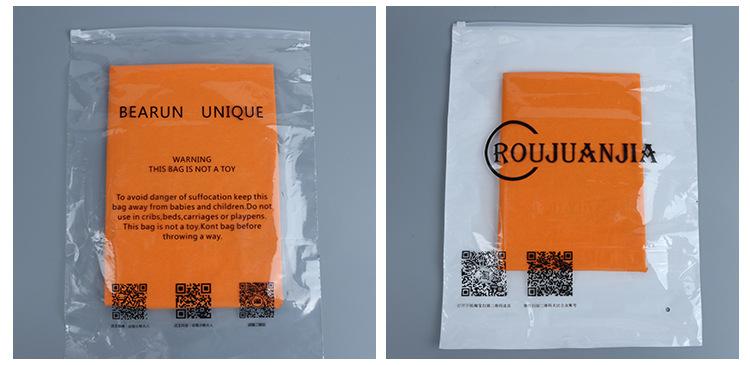 BEARUN UNIQUE
WARNING
THIS BAG IS NOT A TOY
To avoid danger of suffocation keep this
bag away from babies and children.Do not
use in cribs,beds,carriages or playpens.
This bag is not a toy.Kont bag before
throwing a way.
ROUJUANJIA